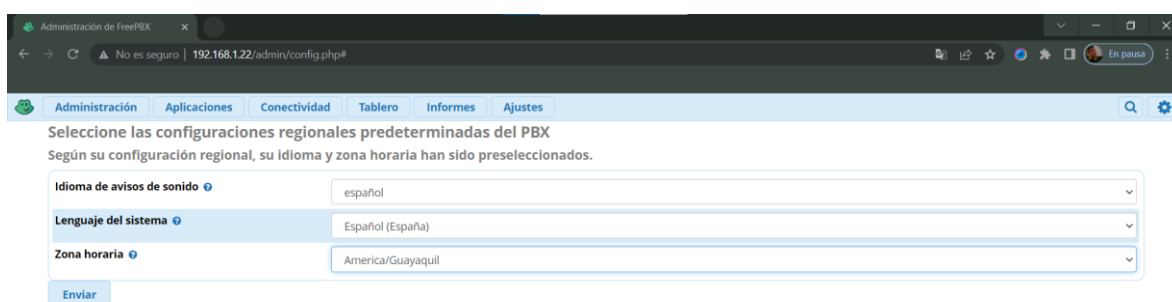 Administración de FreePBX
No es seguro | 192.168.1.22/admin/config.php#
En pausa
Administración Aplicaciones Conectividad Tablero Informes Ajustes
Seleccione las configuraciones regionales predeterminadas del PBX
Según su configuración regional, su idioma y zona horaria han sido preseleccionados.
Idioma de avisos de sonido
español
Lenguaje del sistema
Español (España)
Zona horaria
America/Guayaquil
Enviar